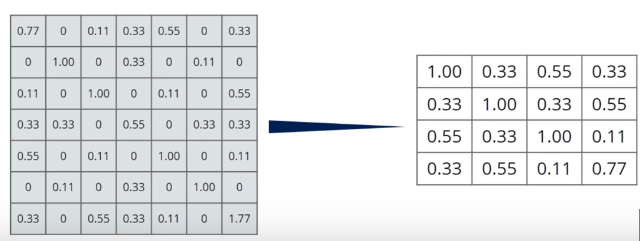 0.77 0 0.11 0.33 0.55 0 0.33
0 1.00 0 0.33 0 0.11 0
0.11 0 1.00 0 0.11 0 0.55
0.33 0.33 0 0.55 0 0.33 0.33
0.55 0 0.11 0 1.00 0 0.11
0 0.11 0 0.33 0 1.00 0
0.33 0 0.55 0.33 0.11 0 1.77
1.00 0.33 0.55 0.33
0.33 1.00 0.33 0.55
0.55 0.33 1.00 0.11
0.33 0.55 0.11 0.77